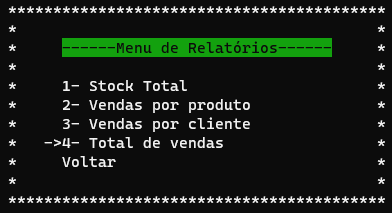 ******************************************
*                                        *
*     ------Menu de Relatórios------     *
*                                        *
*     1- Stock Total                     *
*     2- Vendas por produto              *
*     3- Vendas por cliente              *
*   ->4- Total de vendas                 *
*     Voltar                             *
*                                        *
******************************************